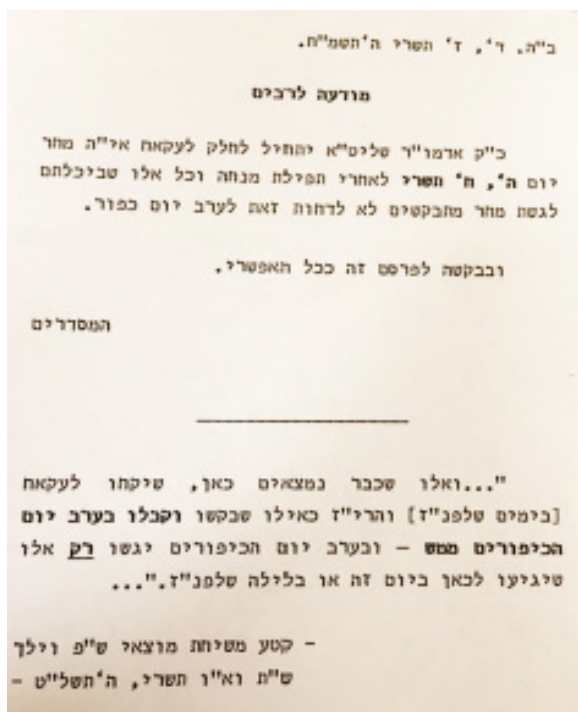 ב"ה. ד', ז' תשרי ה'תשמ"ח.
מודעה לרבים
כ"ק אדמו"ר שליט"א יתחיל לחלק לעקאח אי"ה מחר
יום ה', ח' תשרי לאחרי תפילת מנחה וכל אלו שביכלתם
לגשת מחר מתבקשים לא לדחות זאת לערב יום כפור.
ובבקשה לפרסם זה ככל האפשרי.
המסדרים
"...ואלו שכבר נמצאים כאן, שיקחו לעקאח
[בימים שלפנ"ז] והרי"ז כאילו שבקשו וקבלו בערב יום
הכיפורים ממש – ובערב יום הכיפורים יגשו רק אלו
שיגיעו לכאן ביום זה או בלילה שלפנ"ז."...
– קטע משיחת מוצאי ש"פ וילך
ש"ת וא"ו תשרי, ה'תשל"ט –